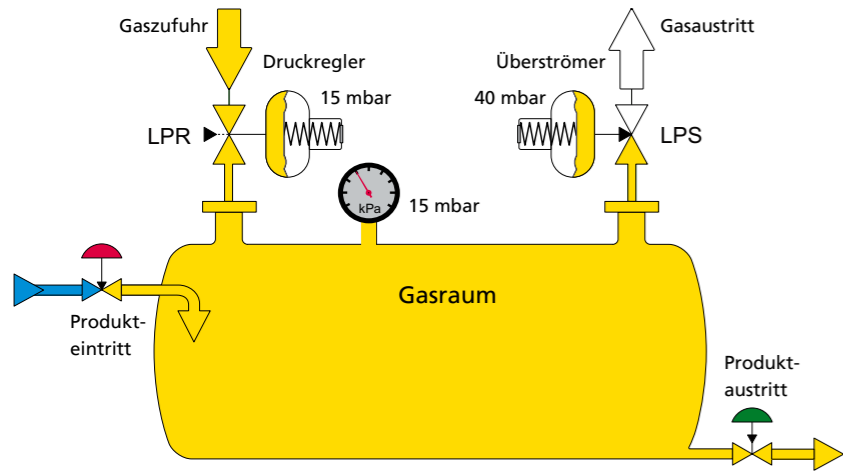 Gaszufuhr
Gasaustritt
Druckregler
Überströmer
15 mbar
40 mbar
LPR
LPS
kPa
15 mbar
Gasraum
Produkt-
eintritt
Produkt-
austritt